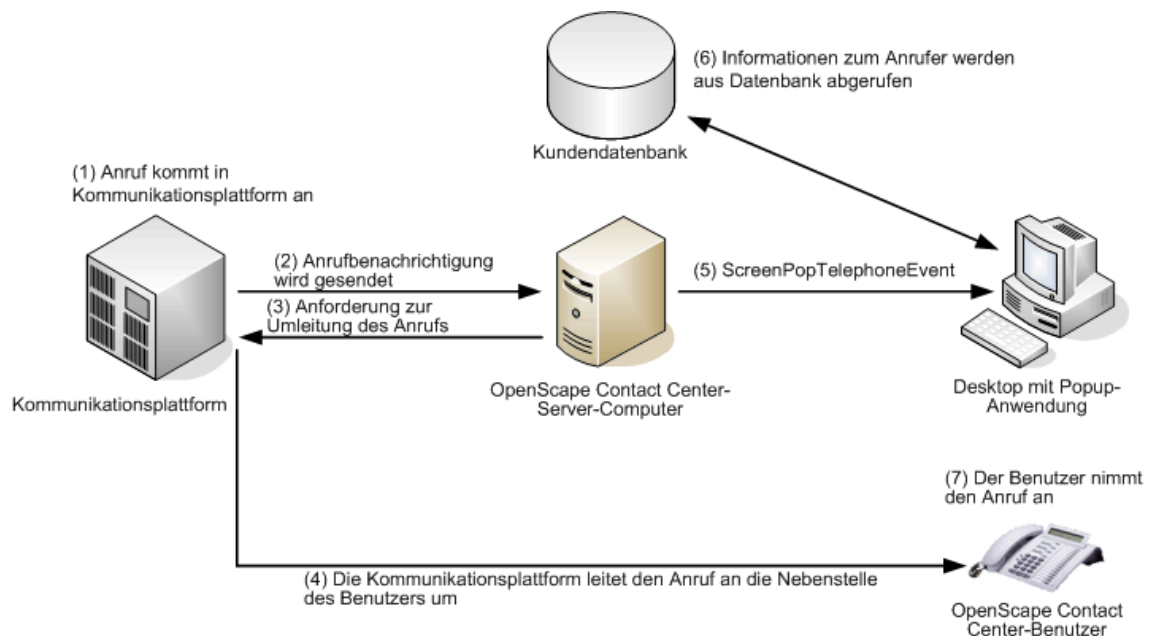 (6) Informationen zum Anrufer werden
aus Datenbank abgerufen
Kundendatenbank
(1) Anruf kommt in
Kommunikationsplattform an
(2) Anrufbenachrichtigung
wird gesendet
(3) Anforderung zur
Umleitung des Anrufs
(5) ScreenPopTelephoneEvent
Kommunikationsplattform
OpenScape Contact Center-
Server-Computer
Desktop mit Popup-
Anwendung
(7) Der Benutzer nimmt
den Anruf an
(4) Die Kommunikationsplattform leitet den Anruf an die Nebenstelle
des Benutzers um
OpenScape Contact
Center-Benutzer